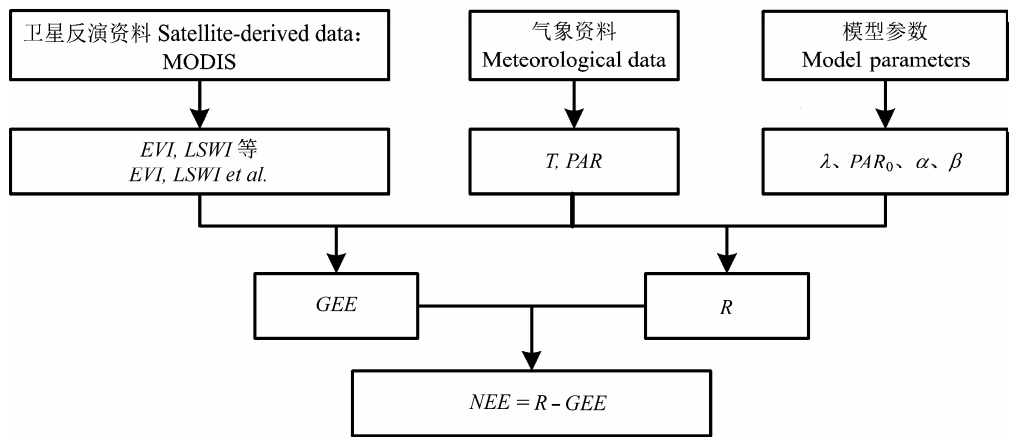 卫星反演资料 Satellite-derived data：
MODIS
气象资料
Meteorological data
模型参数
Model parameters
EVI, LSWI 等
EVI, LSWI et al.
T, PAR
λ、PAR₀、α、β
GEE
R
NEE = R – GEE